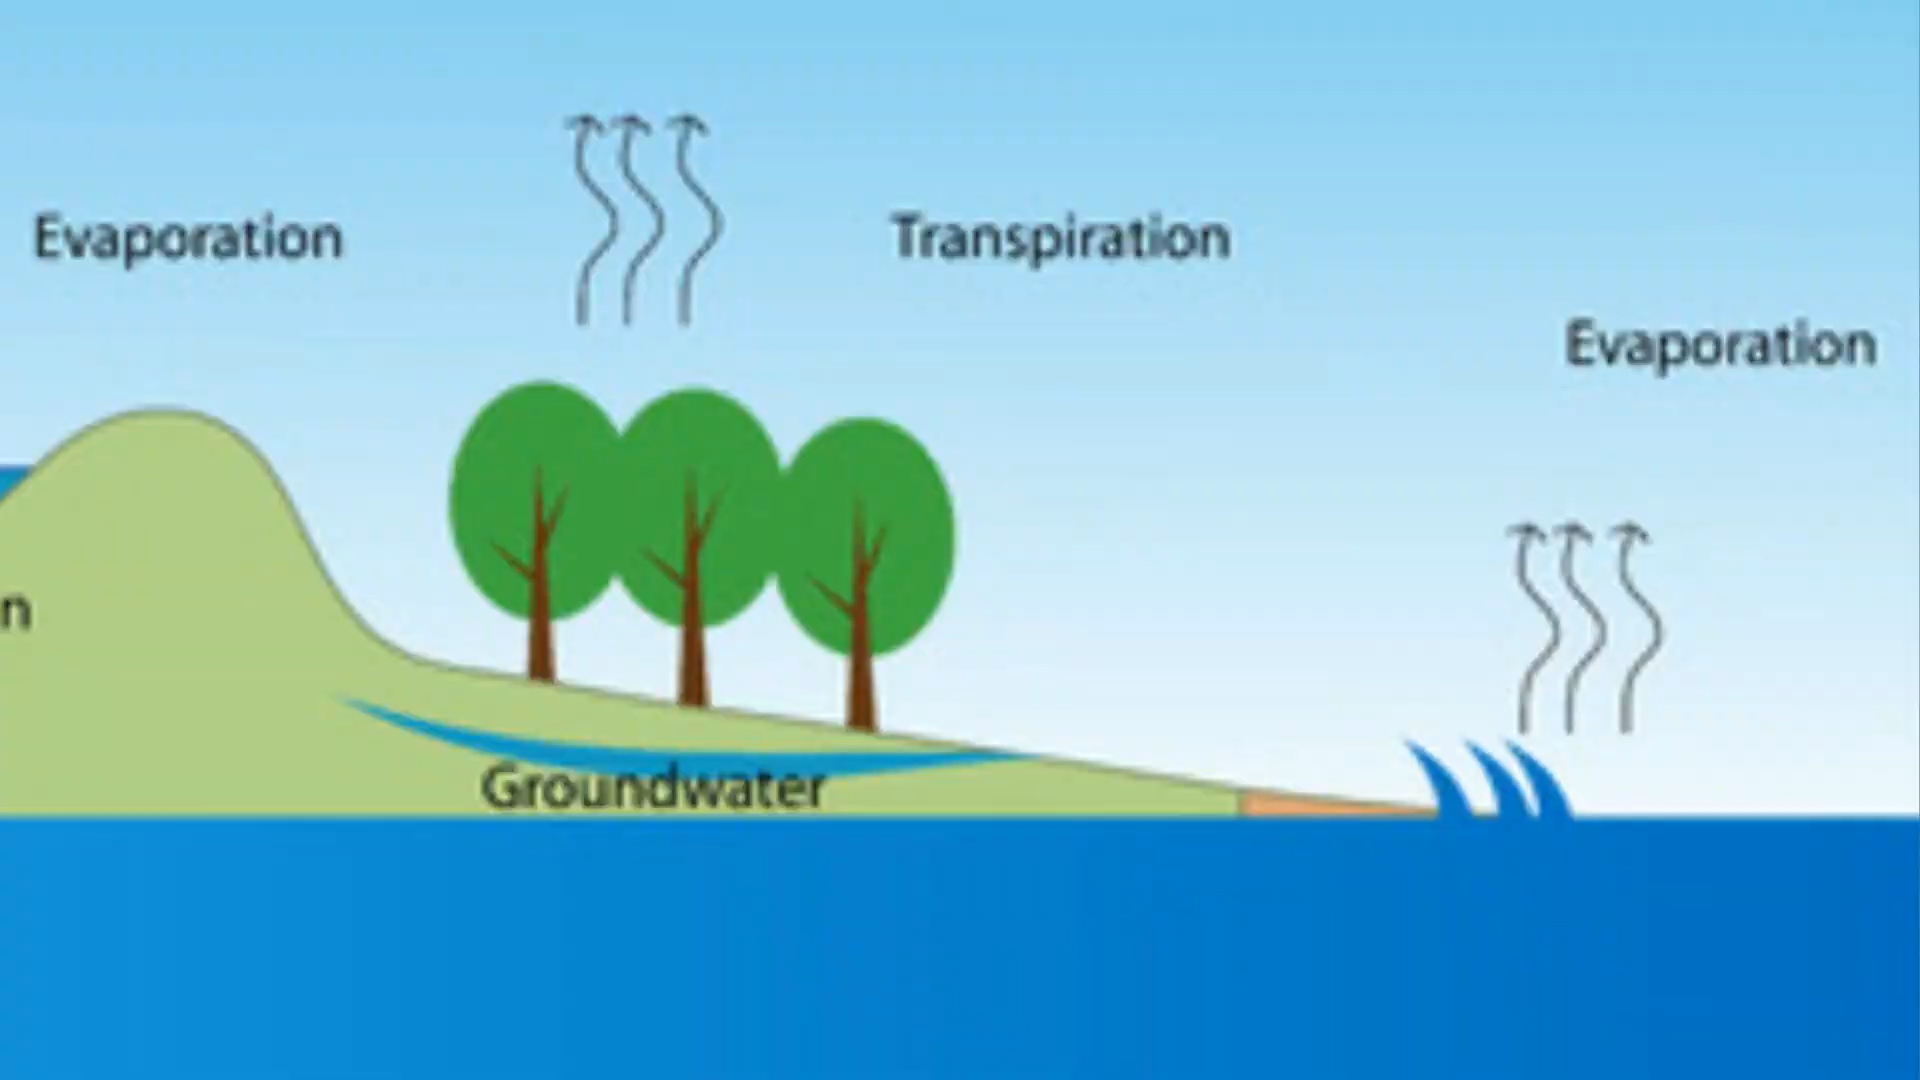 Evaporation
Transpiration
Evaporation
n
Groundwater